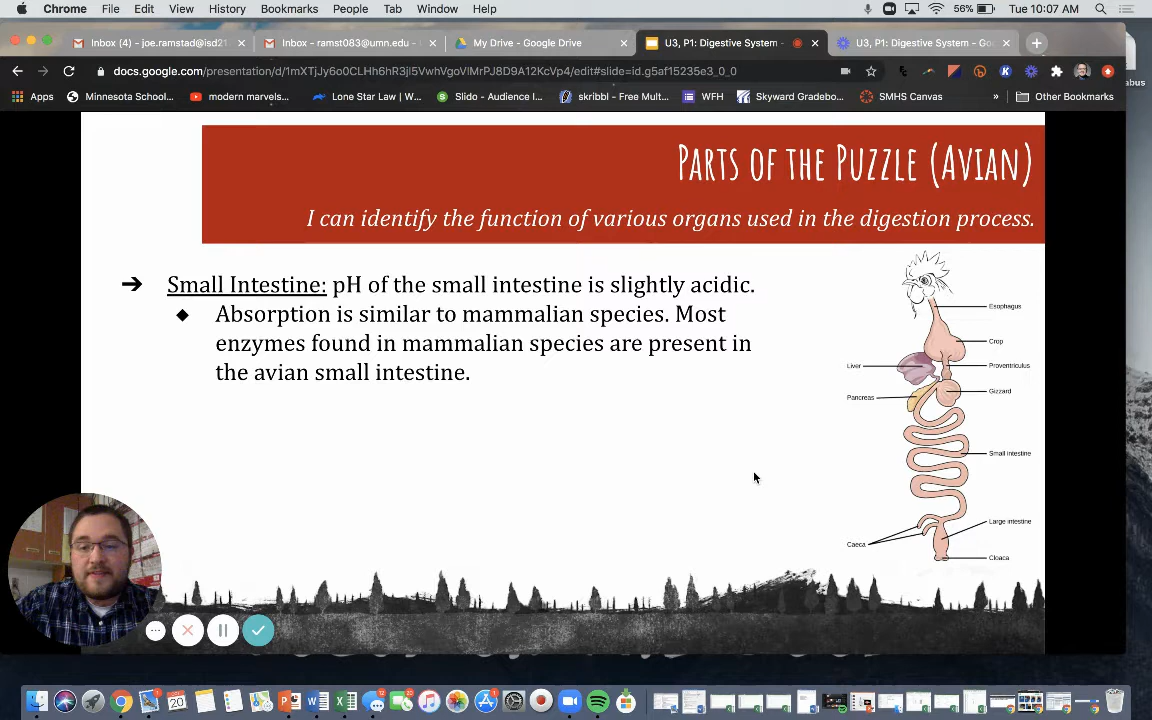 Chrome File Edit View History Bookmarks People Tab Window Help 56% Tue 10:07 AM
Inbox (4) - joe.ramstad@isd21 Inbox - ramst083@umn.edu - My Drive - Google Drive U3, P1: Digestive System - U3, P1: Digestive System - Goo
docs.google.com/presentation/d/1mXTjJy6o0CLHh6hR3jI5VwhVgoVlMrPJ8D9A12KcVp4/edit#slide=id.g5af15235e3_0_0
Apps Minnesota School... modern marvels... Lone Star Law | W... Slido - Audience I... skribbl - Free Mult... WFH Skyward Gradebo... SMHS Canvas » Other Bookmarks
Parts of the Puzzle (Avian)
I can identify the function of various organs used in the digestion process.
➔ Small Intestine: pH of the small intestine is slightly acidic.
◆ Absorption is similar to mammalian species. Most
enzymes found in mammalian species are present in
the avian small intestine.
Esophagus
Crop
Liver
Proventriculus
Gizzard
Pancreas
Small intestine
Large intestine
Caeca
Cloaca